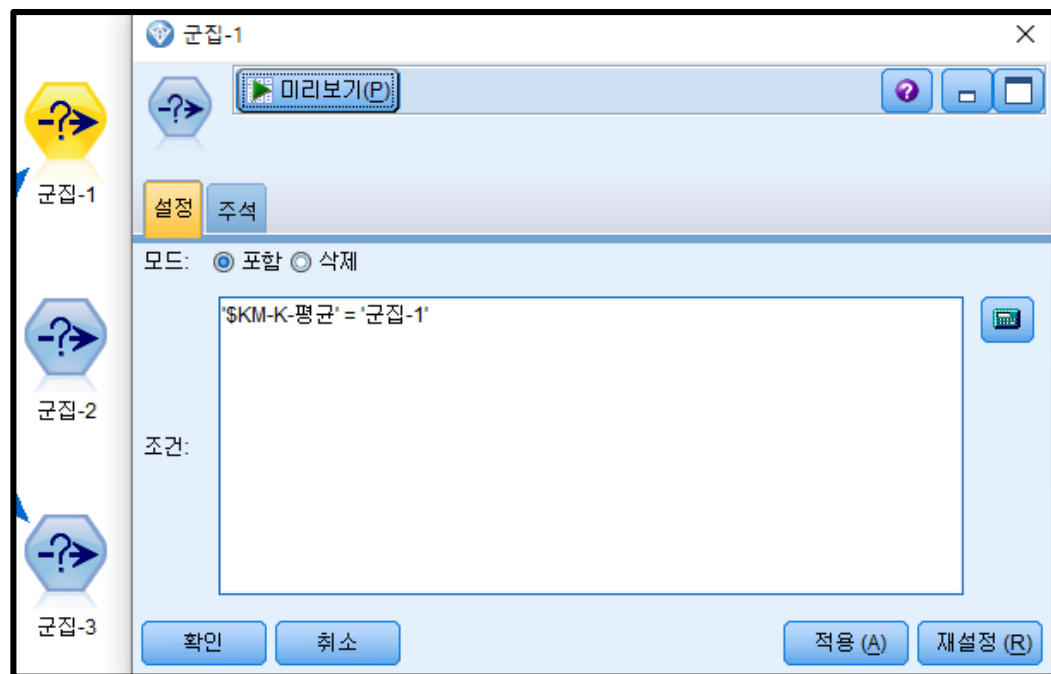 군집-1
미리보기(P)
군집-1
설정 주석
모드: 포함 삭제
'$KM-K-평균' = '군집-1'
군집-2
조건:
군집-3
확인 취소 적용 (A) 재설정 (R)